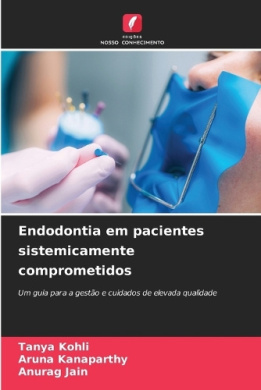 edições
NOSSO CONHECIMENTO
Endodontia em pacientes
sistemicamente
comprometidos
Um guia para a gestão e cuidados de elevada qualidade
Tanya Kohli
Aruna Kanaparthy
Anurag Jain